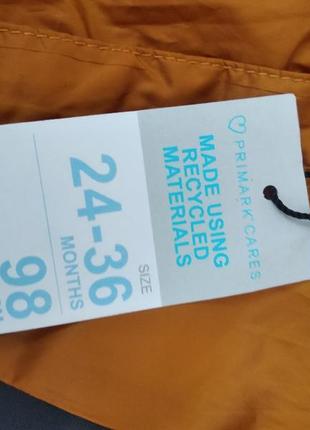 PRIMARK CARES
MADE USING
RECYCLED
MATERIALS
SIZE
24-36
MONTHS
98